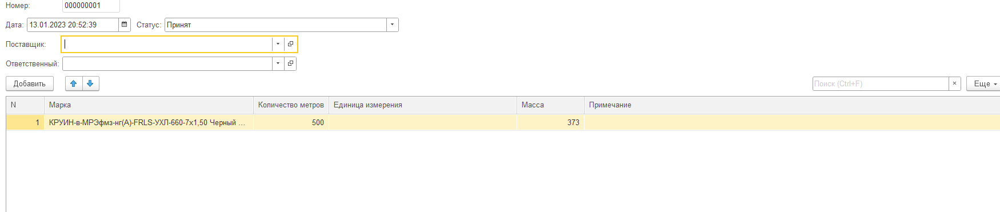 Номер: 000000001
Дата: 13.01.2023 20:52:39 Статус: Принят
Поставщик:
Ответственный:
Добавить Поиск (Ctrl+F) × Еще
N Марка Количество метров Единица измерения Масса Примечание
1 КРУИН-в-МРЭфмз-нг(А)-FRLS-УХЛ-660-7х1,50 Черный ... 500 373